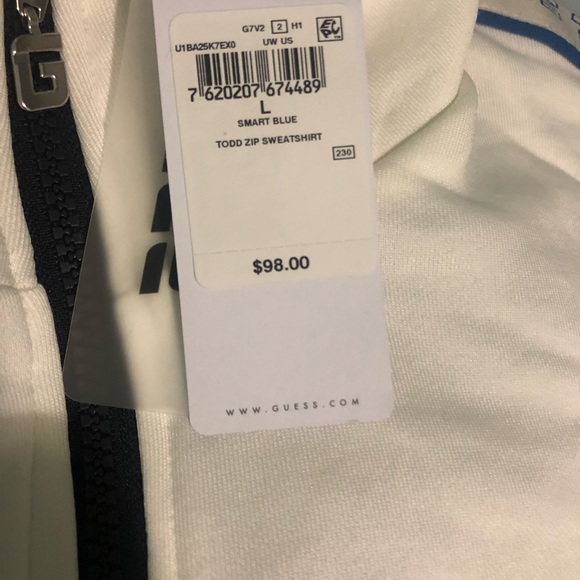 G
G7V2 2 H1
U1BA25K7EX0 UW US
7 620207 674489
L
SMART BLUE
TODD ZIP SWEATSHIRT
230
$98.00
WWW.GUESS.COM